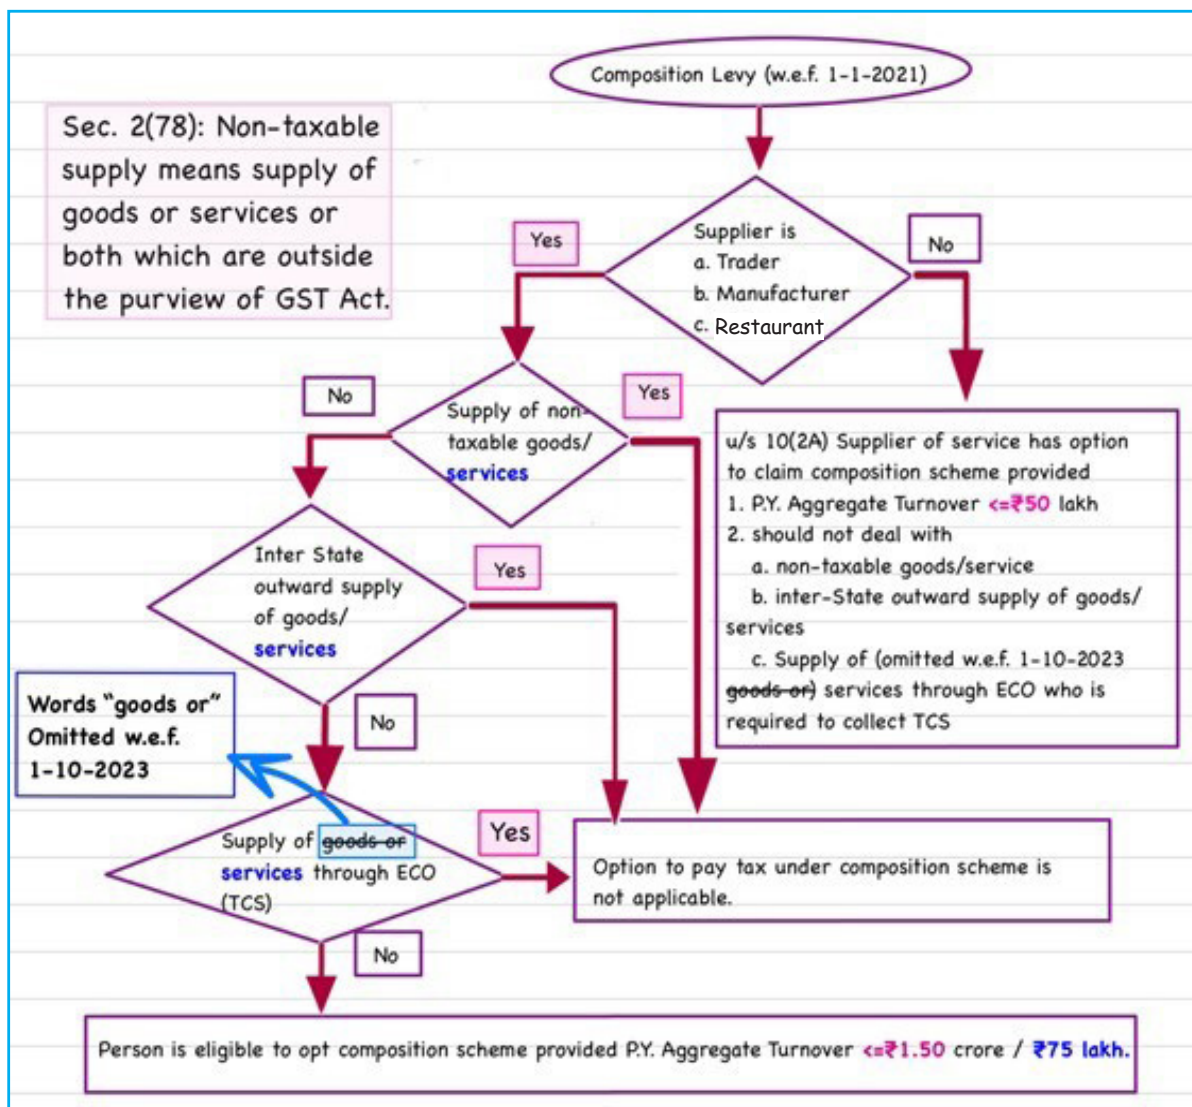 Composition Levy (w.e.f. 1-1-2021)
Sec. 2(78): Non-taxable
supply means supply of
goods or services or
both which are outside
the purview of GST Act.
Supplier is
a. Trader
b. Manufacturer
c. Restaurant
Yes
No
Supply of non-
taxable goods/
services
No
Yes
u/s 10(2A) Supplier of service has option
to claim composition scheme provided
1. P.Y. Aggregate Turnover <=₹50 lakh
2. should not deal with
a. non-taxable goods/service
b. inter-State outward supply of goods/
services
c. Supply of (omitted w.e.f. 1-10-2023
goods or) services through ECO who is
required to collect TCS
Inter State
outward supply
of goods/
services
Yes
No
Words “goods or”
Omitted w.e.f.
1-10-2023
Supply of goods or
services through ECO
(TCS)
Yes
No
Option to pay tax under composition scheme is
not applicable.
Person is eligible to opt composition scheme provided P.Y. Aggregate Turnover <=₹1.50 crore / ₹75 lakh.